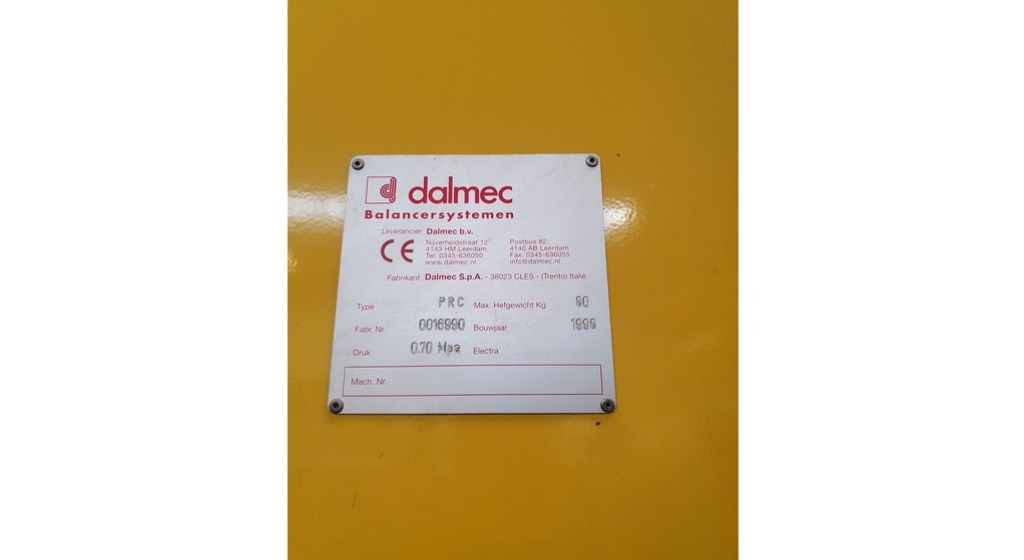 dalmec
Balancersystemen
Leverancier Dalmec b.v.
Nijverheidstraat 12° Postbus 82
4143 HM Leerdam 4140 AB Leerdam
Tel. 0345-636050 Fax: 0345-636055
www.dalmec.nl info@dalmec.nl
CE
Fabrikant Dalmec S.p.A. - 38023 CLES - (Trento) Italië
Type PRC Max. Hefgewicht Kg 90
Fabr. Nr. 0016990 Bouwjaar 1999
Druk 0.70 Mpa Electra
Mach. Nr.